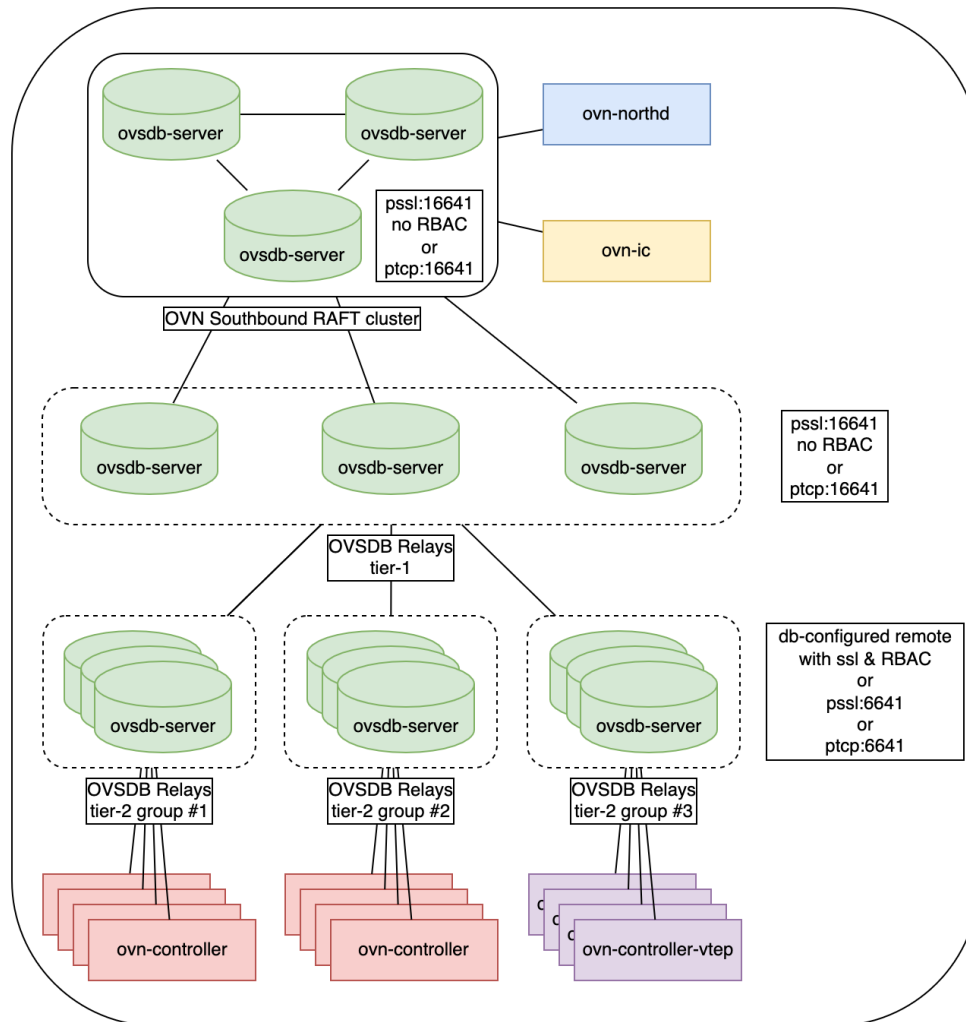 ovsdb-server
ovsdb-server
ovn-northd
ovsdb-server
pssl:16641
no RBAC
or
ptcp:16641
ovn-ic
OVN Southbound RAFT cluster
ovsdb-server
ovsdb-server
ovsdb-server
pssl:16641
no RBAC
or
ptcp:16641
OVSDB Relays
tier-1
ovsdb-server
ovsdb-server
ovsdb-server
db-configured remote
with ssl & RBAC
or
pssl:6641
or
ptcp:6641
OVSDB Relays
tier-2 group #1
OVSDB Relays
tier-2 group #2
OVSDB Relays
tier-2 group #3
ovn-controller
ovn-controller
ovn-controller-vtep